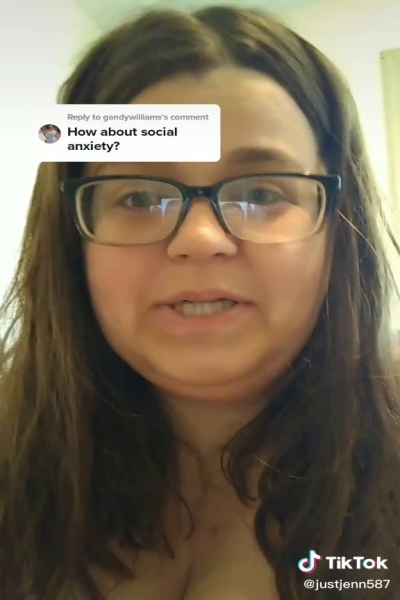 Reply to gandywilliams's comment
How about social
anxiety?
TikTok
@justjenn587